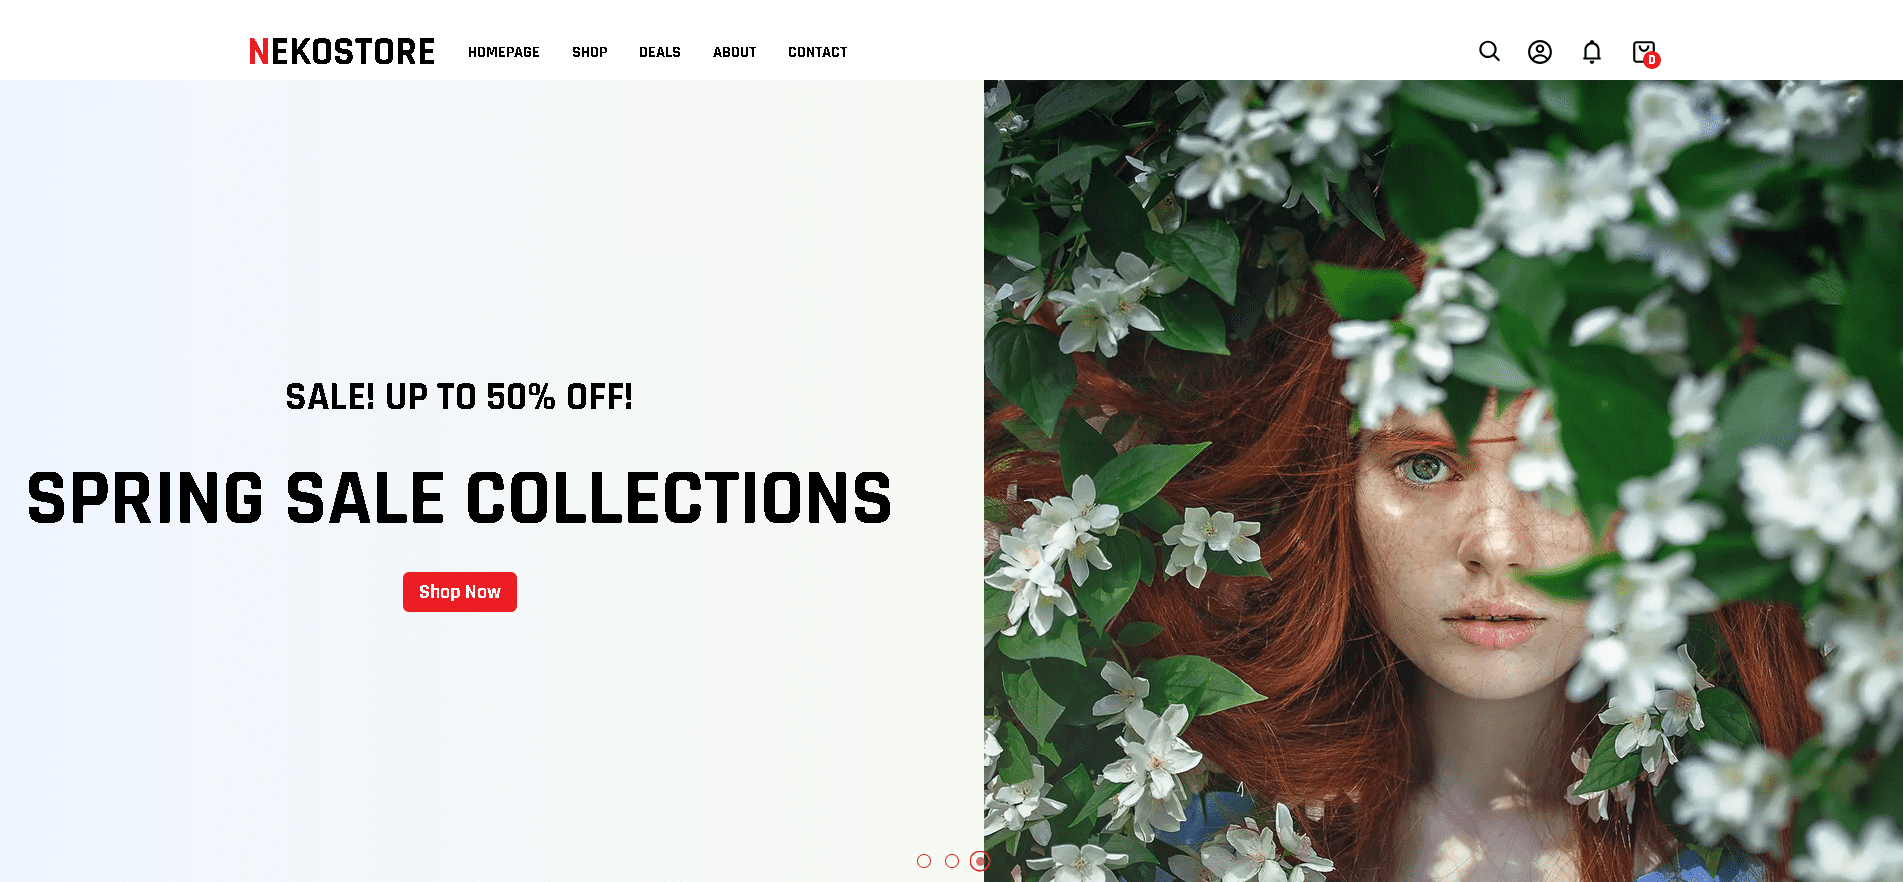 NEKOSTORE HOMEPAGE SHOP DEALS ABOUT CONTACT 0
SALE! UP TO 50% OFF!
SPRING SALE COLLECTIONS
Shop Now